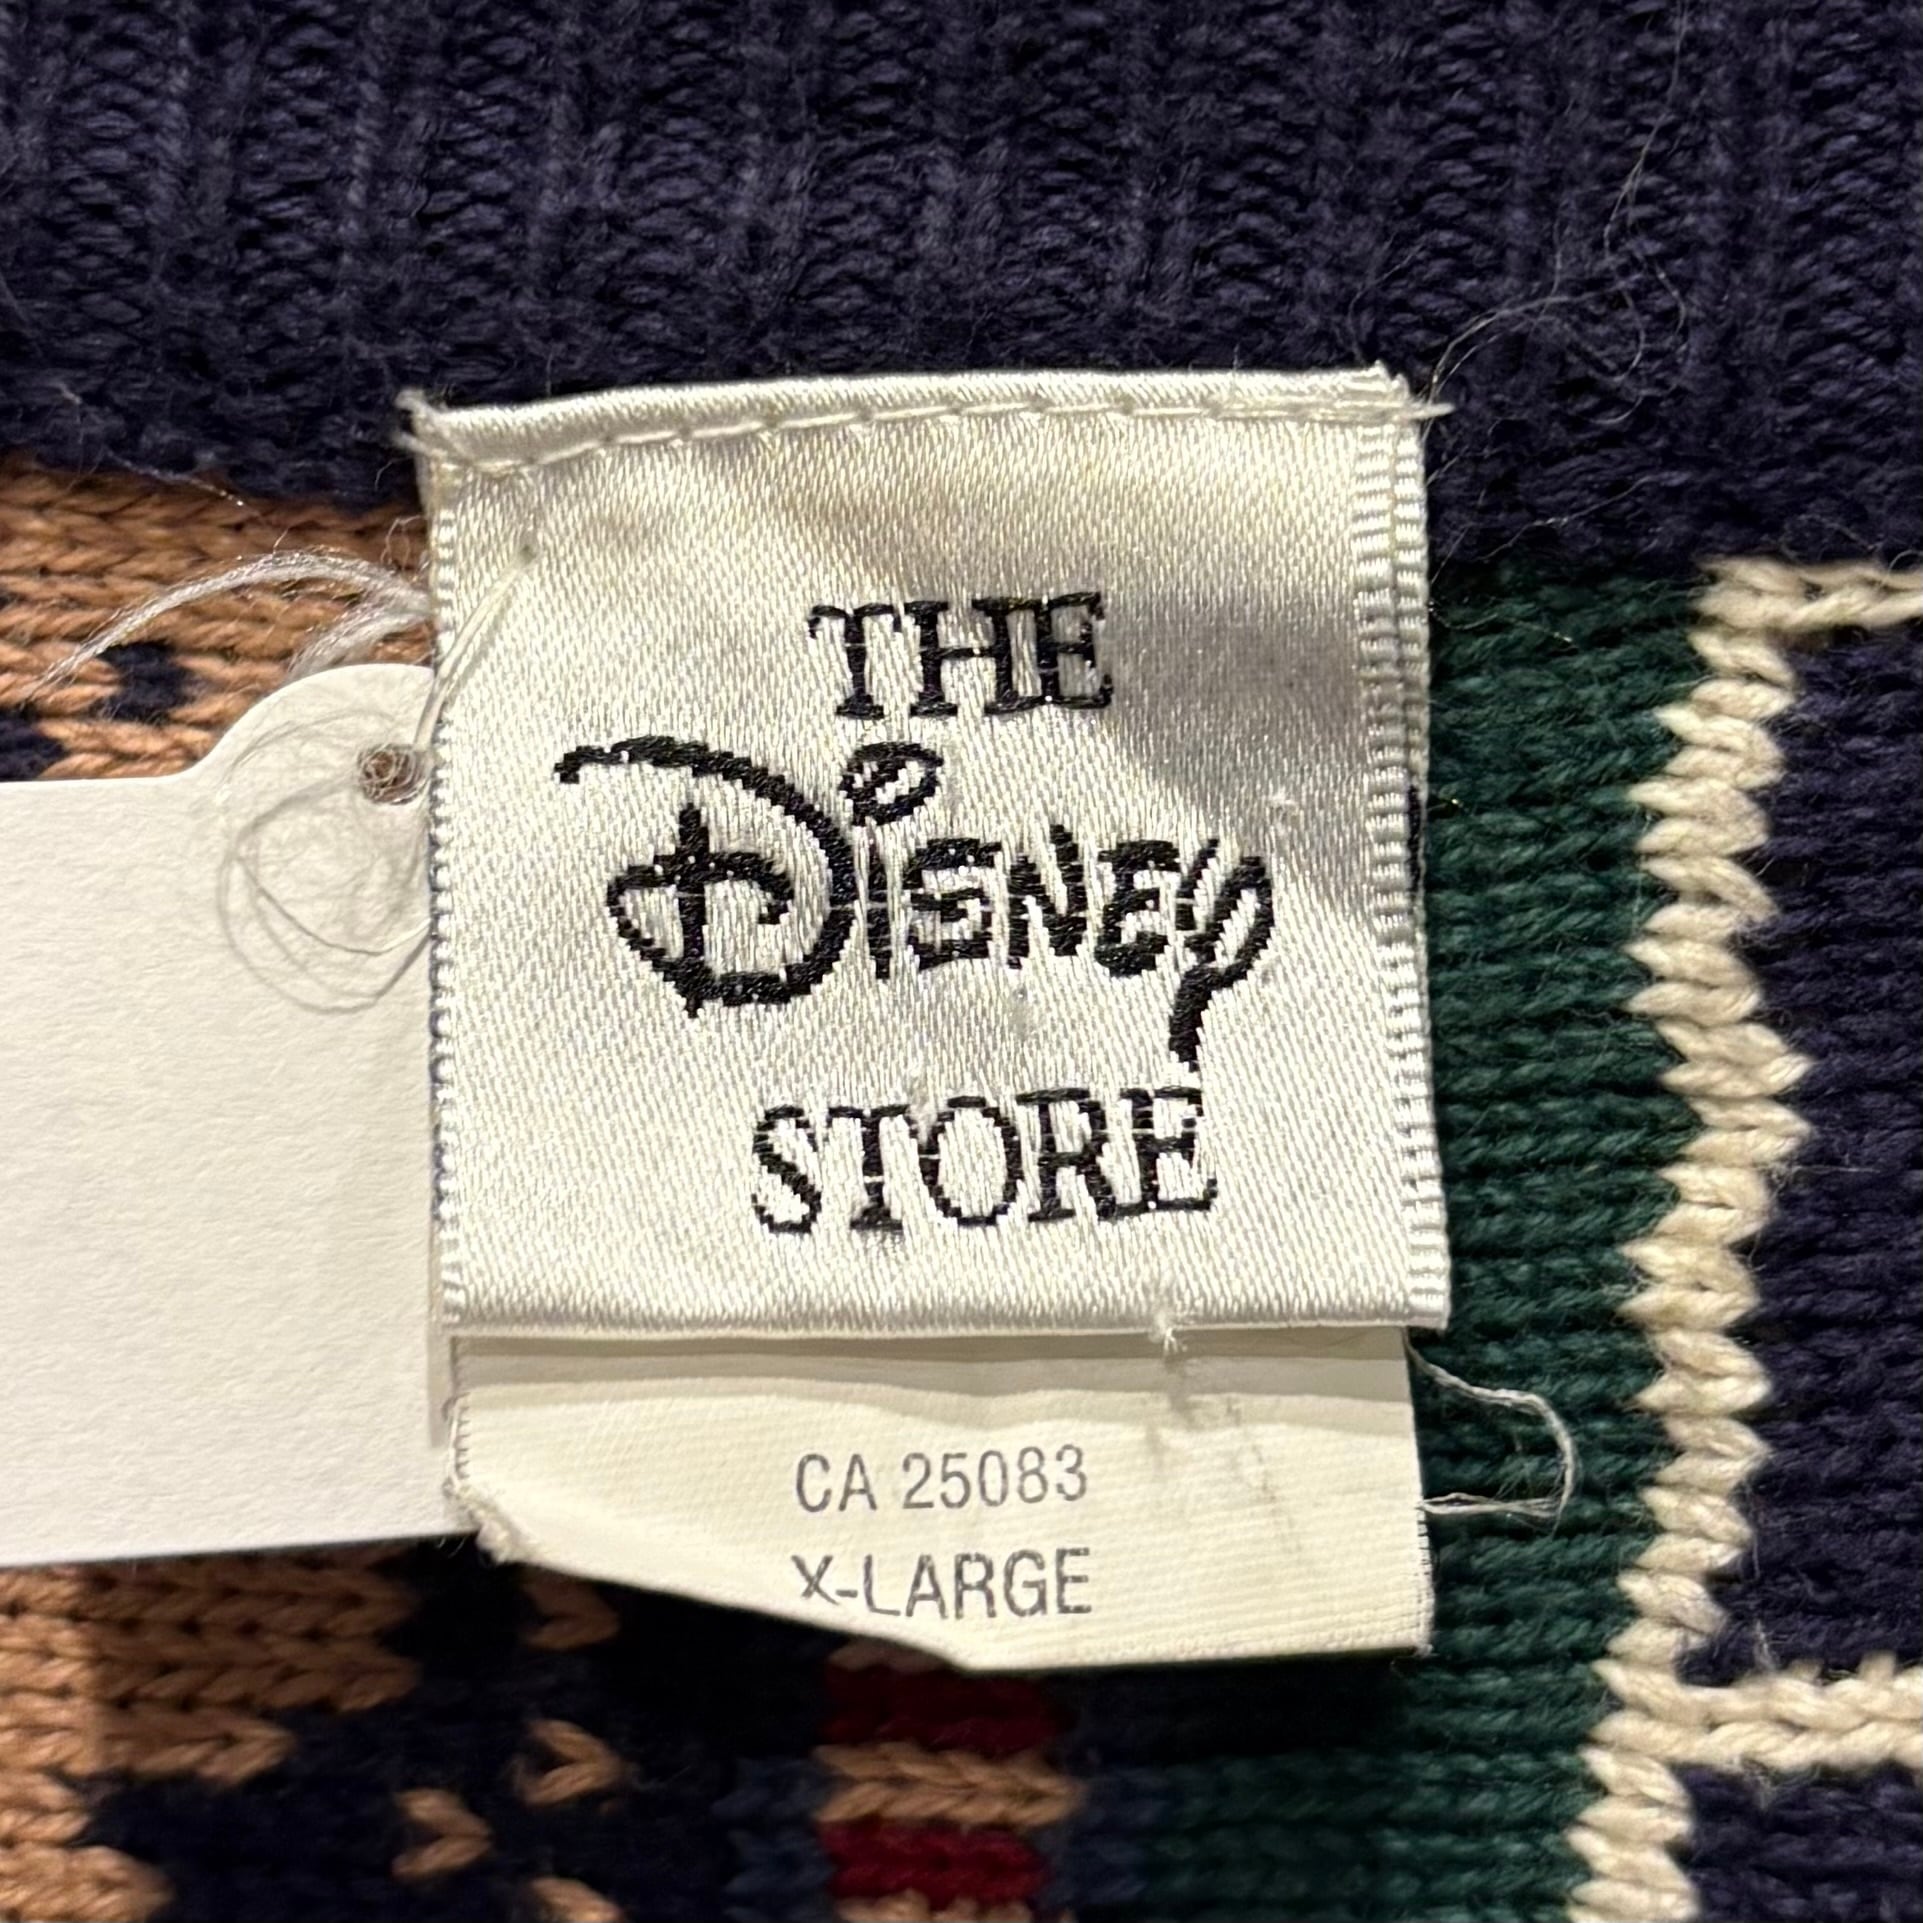 THE
Disney
STORE
CA 25083
X-LARGE